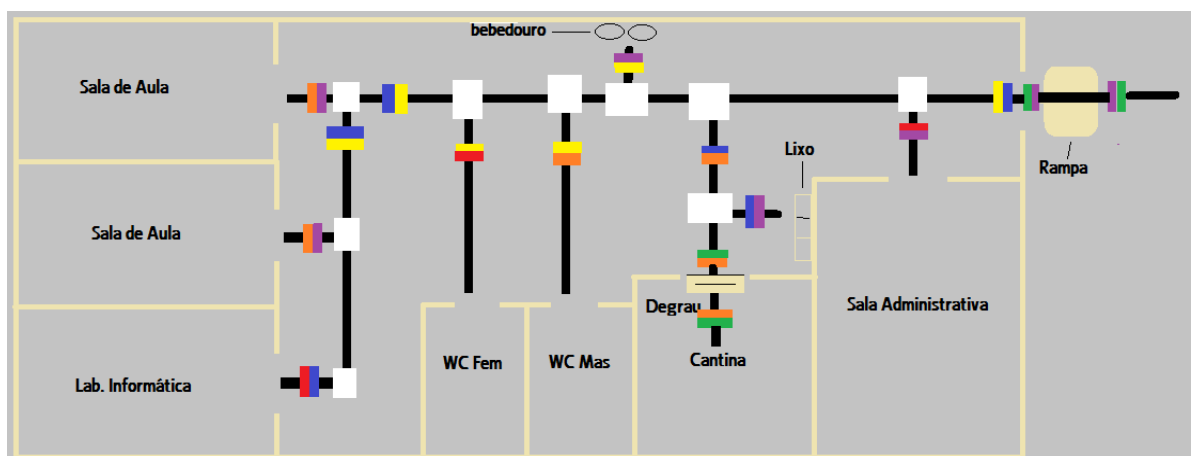 bebedouro
Sala de Aula
Lixo
Rampa
Sala de Aula
Degrau
Sala Administrativa
WC Fem
WC Mas
Cantina
Lab. Informática